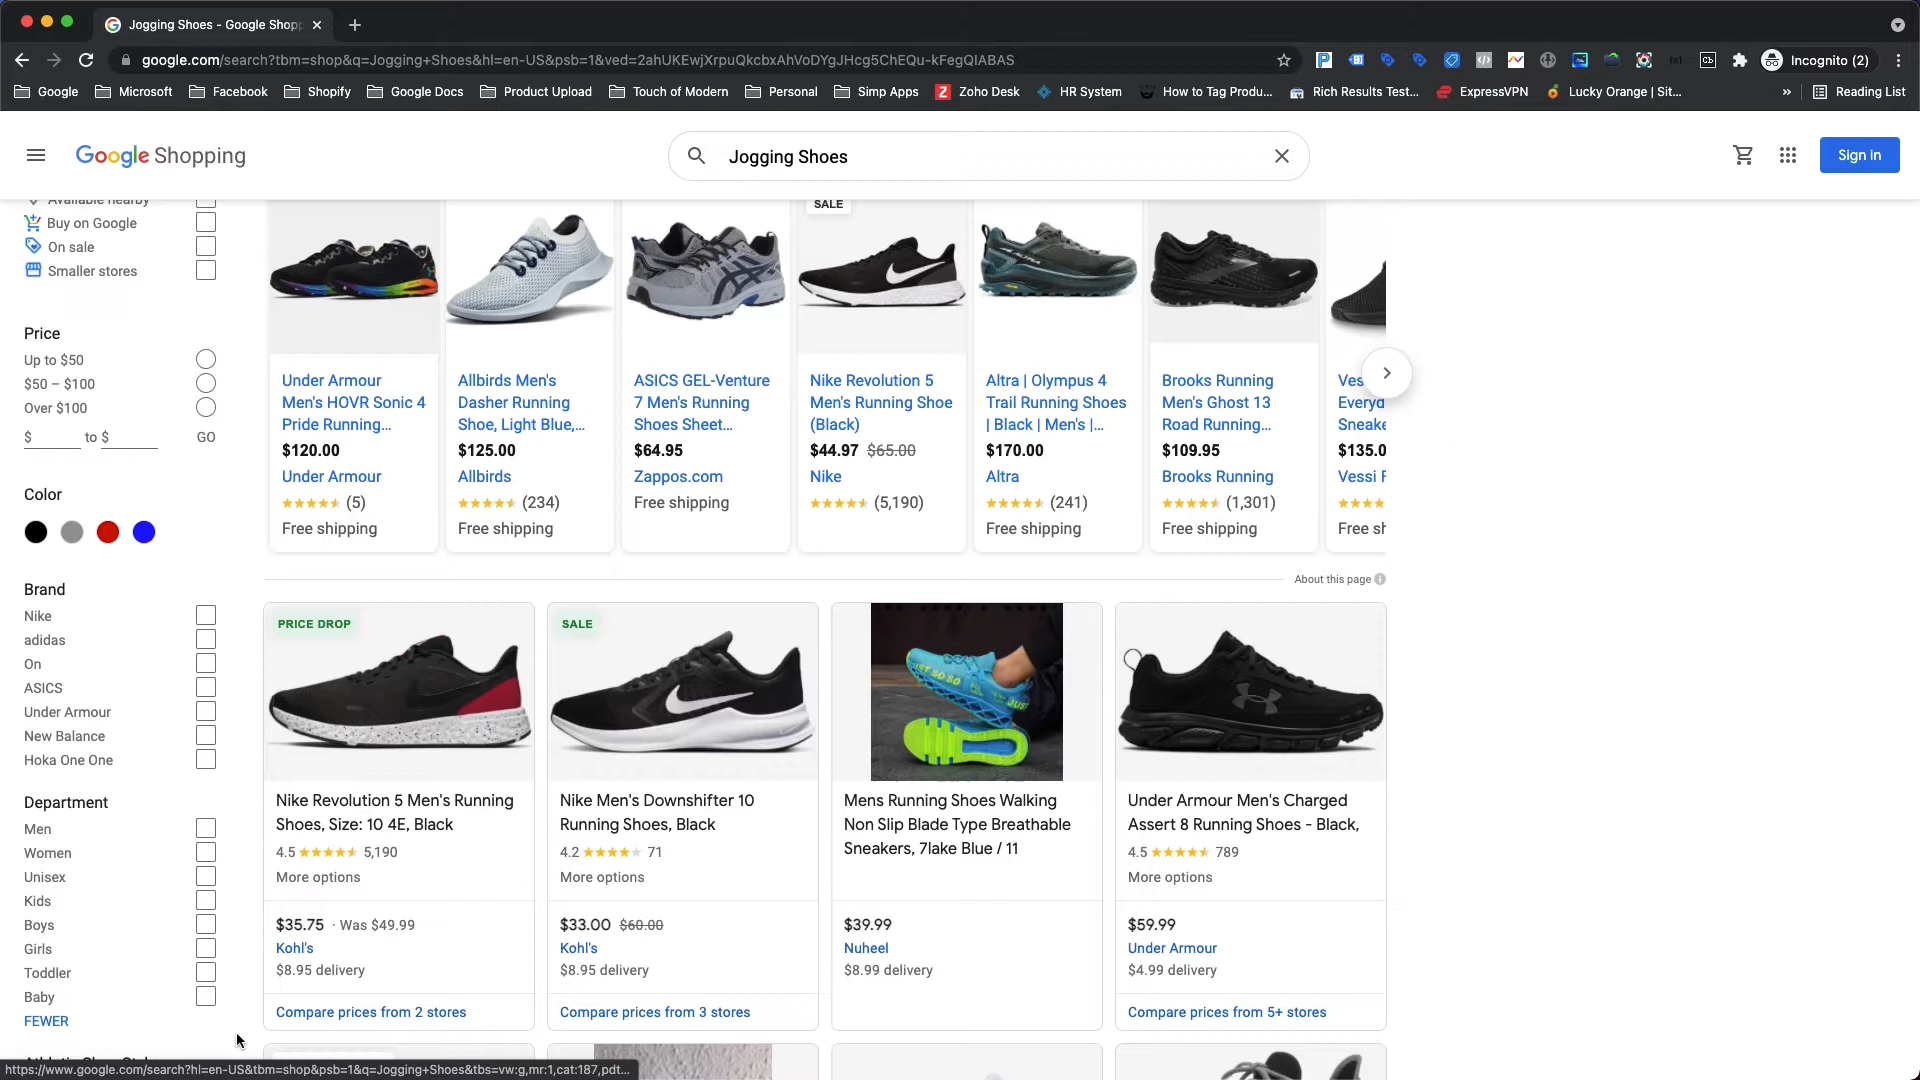 Jogging Shoes - Google Shopp
google.com/search?tbm=shop&q=Jogging+Shoes&hl=en-US&psb=1&ved=2ahUKEwjXrpuQkcbxAhVoDYgJHcg5ChEQu-kFegQIABAS
Incognito (2)
Google
Microsoft
Facebook
Shopify
Google Docs
Product Upload
Touch of Modern
Personal
Simp Apps
Zoho Desk
HR System
How to Tag Produ...
Rich Results Test...
ExpressVPN
Lucky Orange | Sit...
»
Reading List
Google Shopping
Jogging Shoes
Sign in
Available nearby
Buy on Google
On sale
Smaller stores
Price
Up to $50
$50 – $100
Over $100
$ to $ GO
Color
Brand
Nike
adidas
On
ASICS
Under Armour
New Balance
Hoka One One
Department
Men
Women
Unisex
Kids
Boys
Girls
Toddler
Baby
FEWER
Under Armour
Men's HOVR Sonic 4
Pride Running...
$120.00
Under Armour
(5)
Free shipping
Allbirds Men's
Dasher Running
Shoe, Light Blue,...
$125.00
Allbirds
(234)
Free shipping
ASICS GEL-Venture
7 Men's Running
Shoes Sheet...
$64.95
Zappos.com
Free shipping
SALE
Nike Revolution 5
Men's Running Shoe
(Black)
$44.97 $65.00
Nike
(5,190)
ALTRA
Altra | Olympus 4
Trail Running Shoes
| Black | Men's |...
$170.00
Altra
(241)
Free shipping
Brooks Running
Men's Ghost 13
Road Running...
$109.95
Brooks Running
(1,301)
Free shipping
Ves
Everyd
Sneake
$135.0
Vessi F
Free sh
About this page
PRICE DROP
Nike Revolution 5 Men's Running
Shoes, Size: 10 4E, Black
4.5 5,190
More options
$35.75 · Was $49.99
Kohl's
$8.95 delivery
Compare prices from 2 stores
SALE
Nike Men's Downshifter 10
Running Shoes, Black
4.2 71
More options
$33.00 $60.00
Kohl's
$8.95 delivery
Compare prices from 3 stores
JUST SO SO
JUST
Mens Running Shoes Walking
Non Slip Blade Type Breathable
Sneakers, 7lake Blue / 11
$39.99
Nuheel
$8.99 delivery
Under Armour Men's Charged
Assert 8 Running Shoes - Black,
4.5 789
More options
$59.99
Under Armour
$4.99 delivery
Compare prices from 5+ stores
https://www.google.com/search?hl=en-US&tbm=shop&psb=1&q=Jogging+Shoes&tbs=vw:g,mr:1,cat:187,pdt...